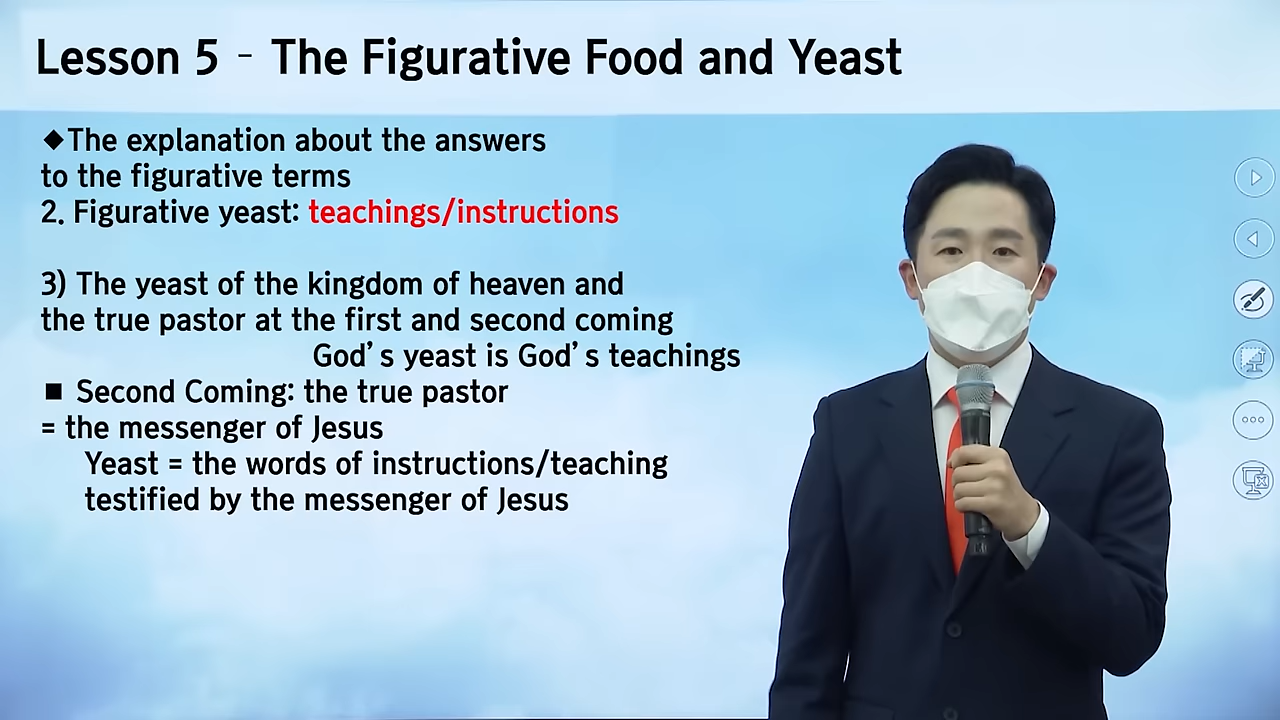 Lesson 5 - The Figurative Food and Yeast
◆The explanation about the answers
to the figurative terms
2. Figurative yeast: teachings/instructions
3) The yeast of the kingdom of heaven and
the true pastor at the first and second coming
God's yeast is God's teachings
■ Second Coming: the true pastor
= the messenger of Jesus
Yeast = the words of instructions/teaching
testified by the messenger of Jesus